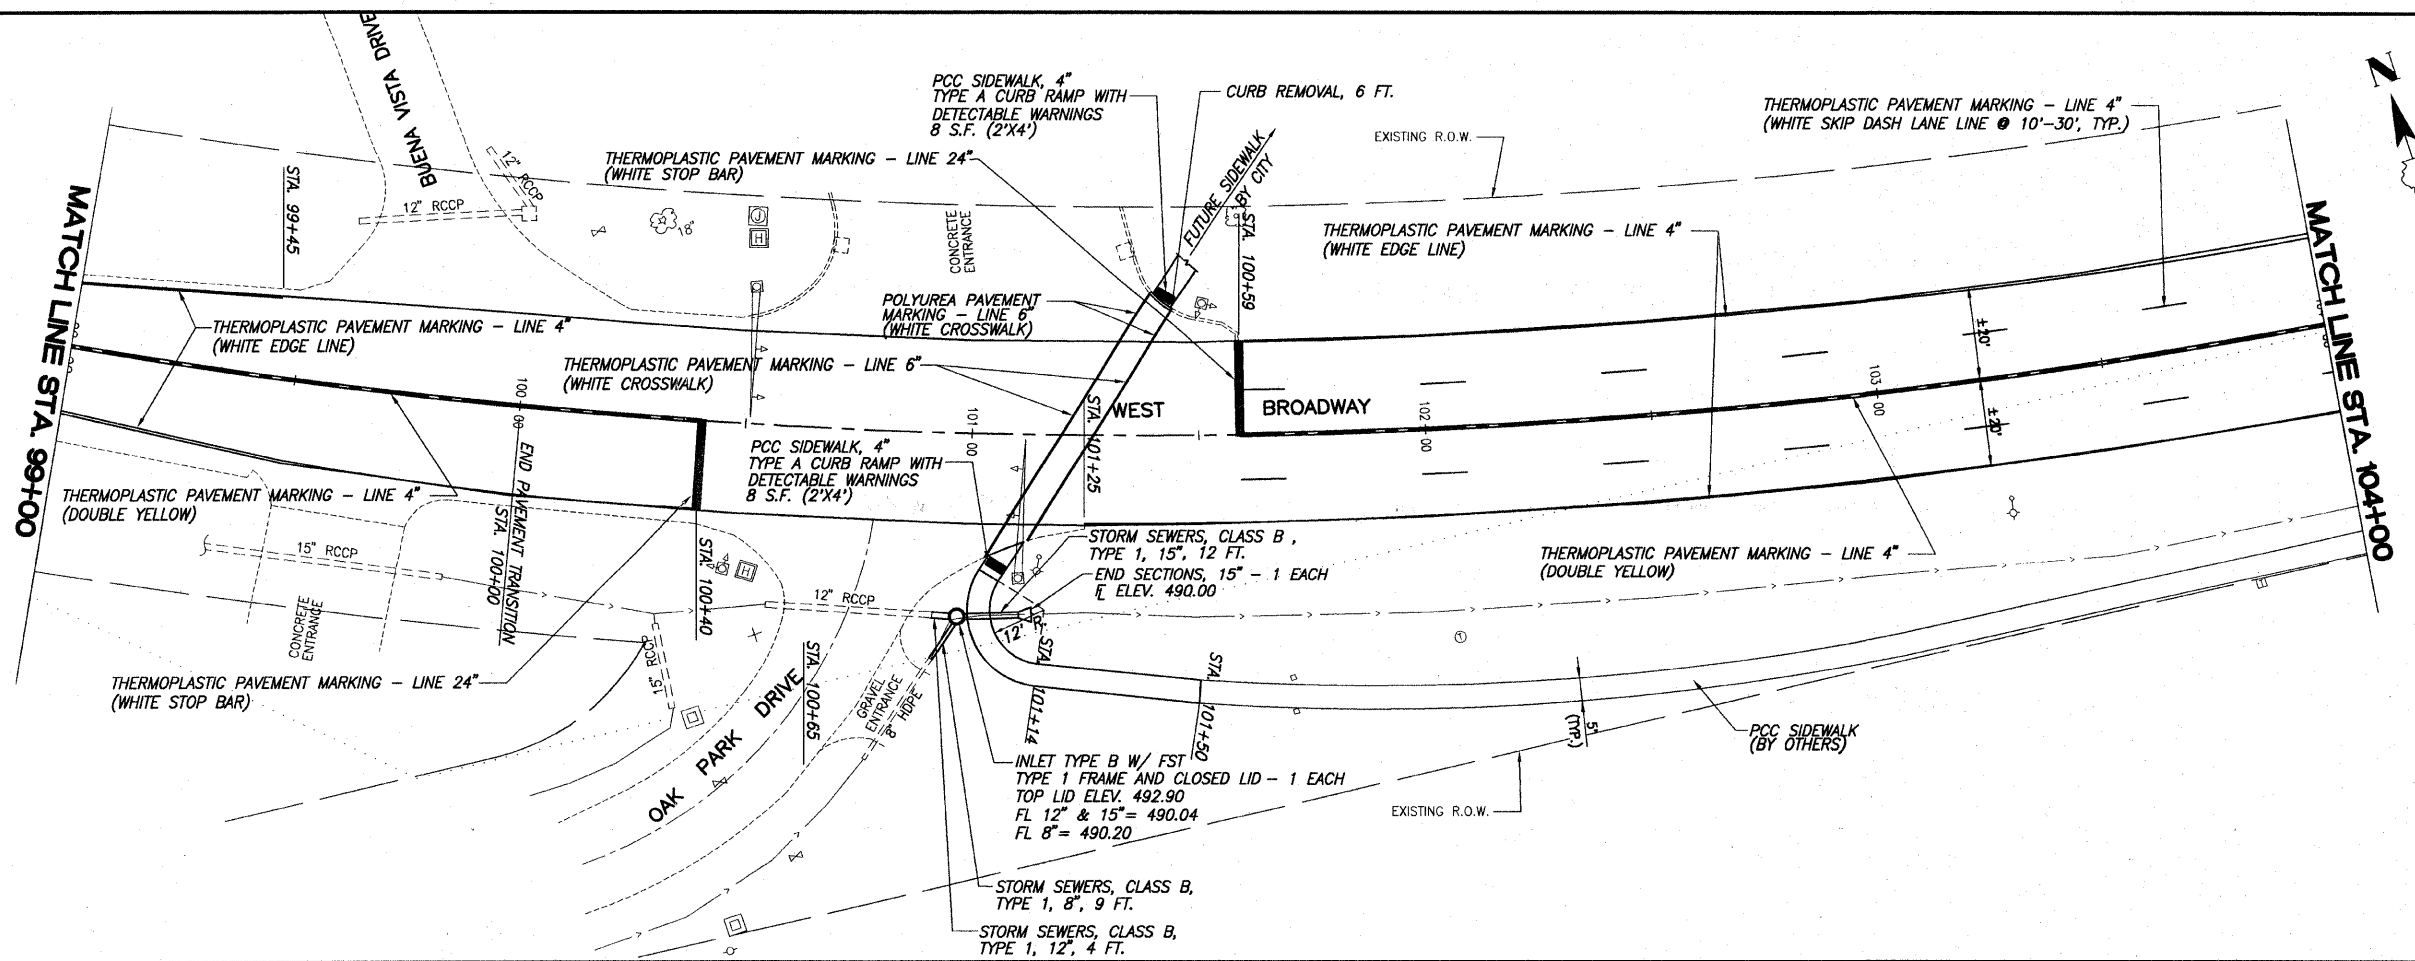 BUENA VISTA DRIVE
PCC SIDEWALK, 4"
TYPE A CURB RAMP WITH
DETECTABLE WARNINGS
8 S.F. (2'X4')
CURB REMOVAL, 6 FT.
EXISTING R.O.W.
THERMOPLASTIC PAVEMENT MARKING – LINE 4"
(WHITE SKIP DASH LANE LINE @ 10'–30', TYP.)
N
THERMOPLASTIC PAVEMENT MARKING – LINE 24"
(WHITE STOP BAR)
FUTURE SIDEWALK
BY CITY
12" RCCP
12" RCCP
18"
J
H
STA. 99+45
CONCRETE
ENTRANCE
STA. 100+59
THERMOPLASTIC PAVEMENT MARKING – LINE 4"
(WHITE EDGE LINE)
MATCH LINE STA. 99+00
MATCH LINE STA. 104+00
POLYUREA PAVEMENT
MARKING – LINE 6"
(WHITE CROSSWALK)
THERMOPLASTIC PAVEMENT MARKING – LINE 4"
(WHITE EDGE LINE)
THERMOPLASTIC PAVEMENT MARKING – LINE 6"
(WHITE CROSSWALK)
±20'
±20'
100 00
101 00
102 00
103 00
WEST BROADWAY
STA. 101+25
END PAVEMENT TRANSITION
STA. 100+00
PCC SIDEWALK, 4"
TYPE A CURB RAMP WITH
DETECTABLE WARNINGS
8 S.F. (2'X4')
THERMOPLASTIC PAVEMENT MARKING – LINE 4"
(DOUBLE YELLOW)
15" RCCP
STA. 100+40
H
STORM SEWERS, CLASS B ,
TYPE 1, 15", 12 FT.
END SECTIONS, 15" – 1 EACH
FL ELEV. 490.00
THERMOPLASTIC PAVEMENT MARKING – LINE 4"
(DOUBLE YELLOW)
12" RCCP
CONCRETE
ENTRANCE
15" RCCP
12' R.
T
STA. 101+14
STA. 101+50
STA. 100+65
THERMOPLASTIC PAVEMENT MARKING – LINE 24"
(WHITE STOP BAR)
GRAVEL
ENTRANCE
8" HDPE
OAK PARK DRIVE
5'
(TYP.)
PCC SIDEWALK
(BY OTHERS)
INLET TYPE B W/ FST
TYPE 1 FRAME AND CLOSED LID – 1 EACH
TOP LID ELEV. 492.90
FL 12" & 15"= 490.04
FL 8"= 490.20
EXISTING R.O.W.
STORM SEWERS, CLASS B,
TYPE 1, 8", 9 FT.
STORM SEWERS, CLASS B,
TYPE 1, 12", 4 FT.